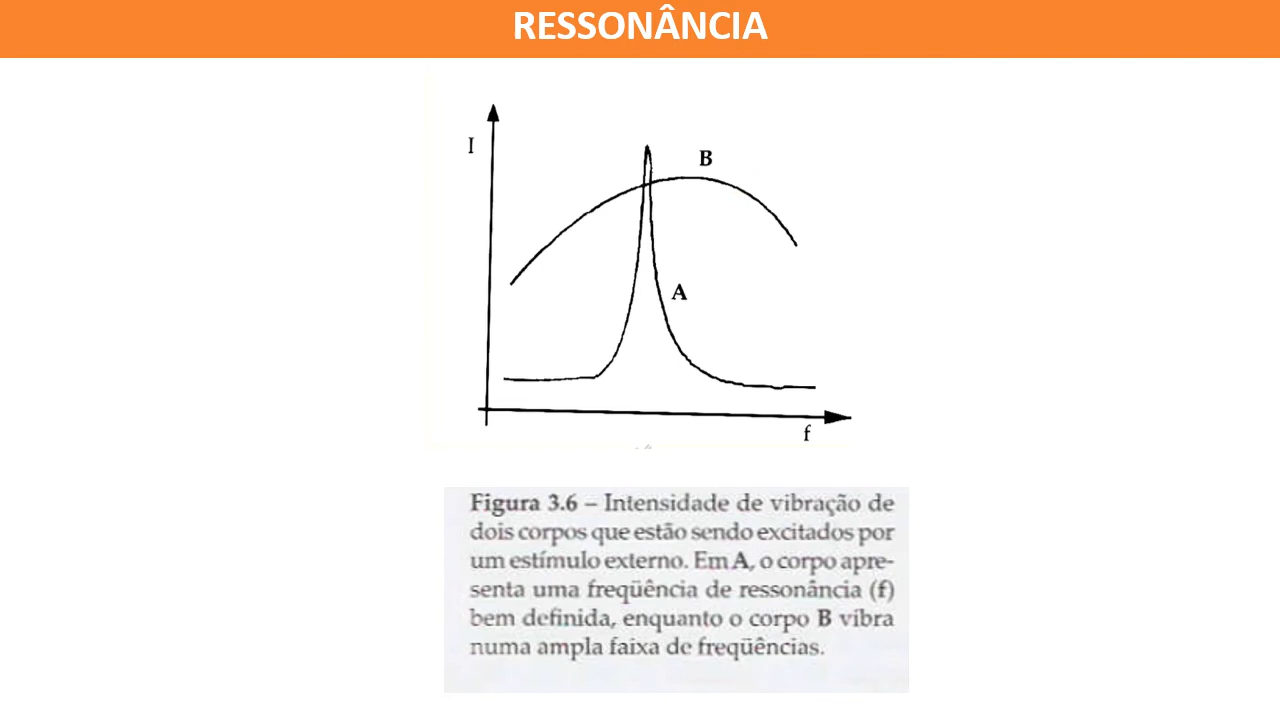 RESSONÂNCIA
I
B
A
f
Figura 3.6 – Intensidade de vibração de
dois corpos que estão sendo excitados por
um estímulo externo. Em A, o corpo apre-
senta uma freqüência de ressonância (f)
bem definida, enquanto o corpo B vibra
numa ampla faixa de freqüências.